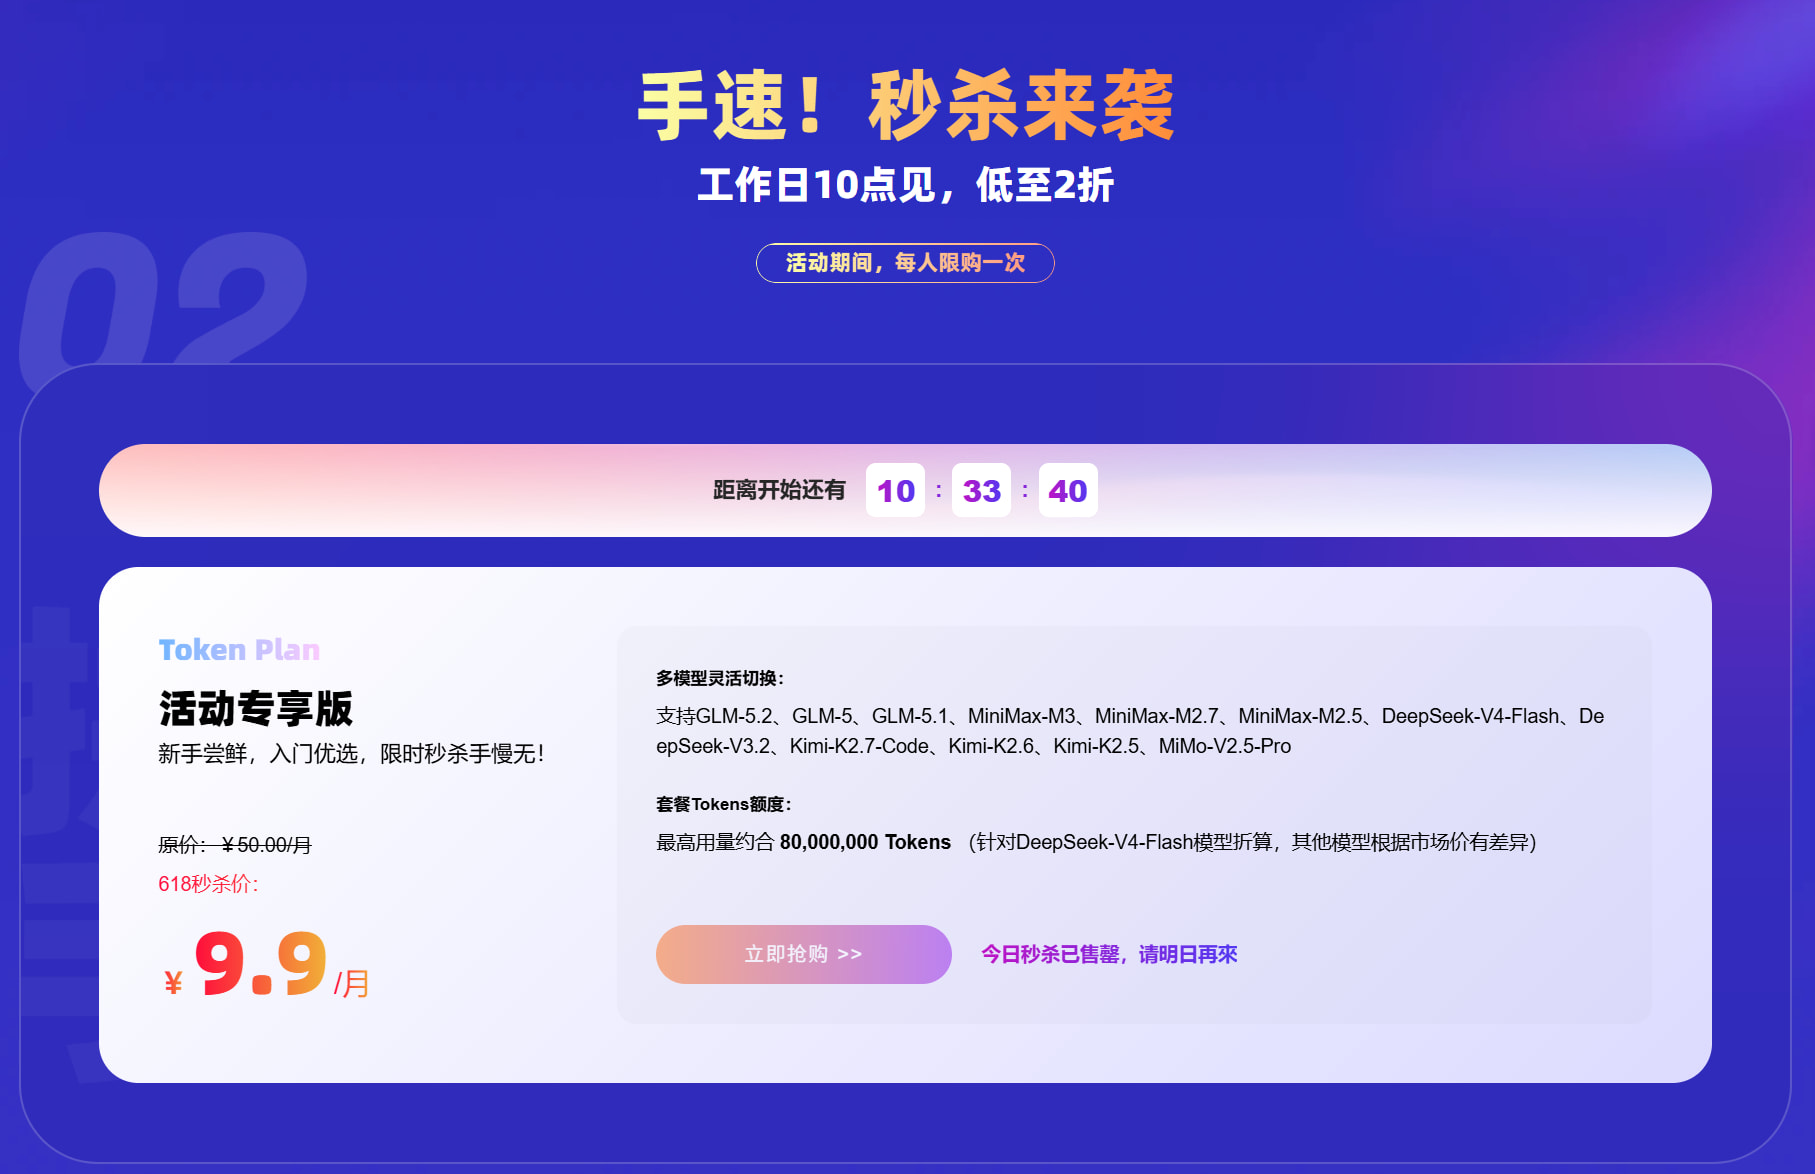 手速！秒杀来袭
工作日10点见，低至2折
活动期间，每人限购一次
02
距离开始还有 10 : 33 : 40
Token Plan
活动专享版
新手尝鲜，入门优选，限时秒杀手慢无！
原价：￥50.00/月
618秒杀价：
¥ 9.9 /月
多模型灵活切换：
支持GLM-5.2、GLM-5、GLM-5.1、MiniMax-M3、MiniMax-M2.7、MiniMax-M2.5、DeepSeek-V4-Flash、De
epSeek-V3.2、Kimi-K2.7-Code、Kimi-K2.6、Kimi-K2.5、MiMo-V2.5-Pro
套餐Tokens额度：
最高用量约合 80,000,000 Tokens （针对DeepSeek-V4-Flash模型折算，其他模型根据市场价有差异）
立即抢购 >>
今日秒杀已售罄，请明日再來